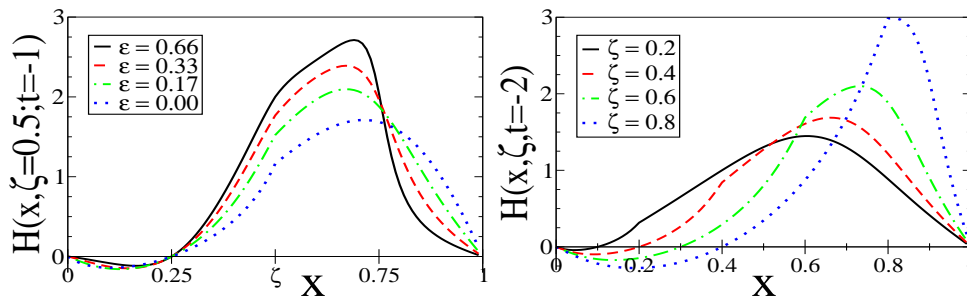 H(x,ζ=0.5;t=-1)
3
2
1
0
ε = 0.66
ε = 0.33
ε = 0.17
ε = 0.00
0 0.25 ζ 0.75 1
X
H(x,ζ,t=-2)
3
2
1
0
ζ = 0.2
ζ = 0.4
ζ = 0.6
ζ = 0.8
0 0.2 0.4 0.6 0.8
X